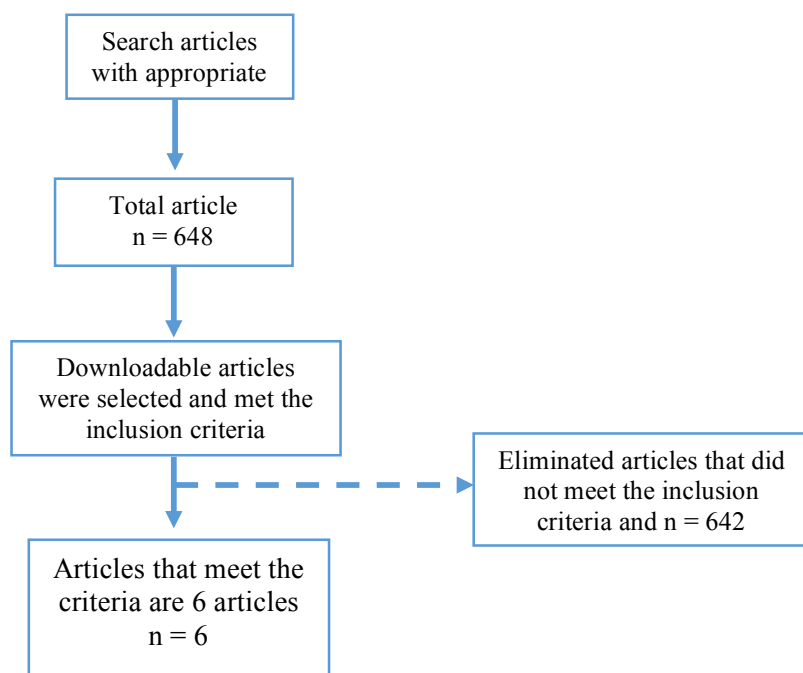 Search articles
with appropriate
Total article
n = 648
Downloadable articles
were selected and met the
inclusion criteria
Eliminated articles that did
not meet the inclusion
criteria and n = 642
Articles that meet the
criteria are 6 articles
n = 6